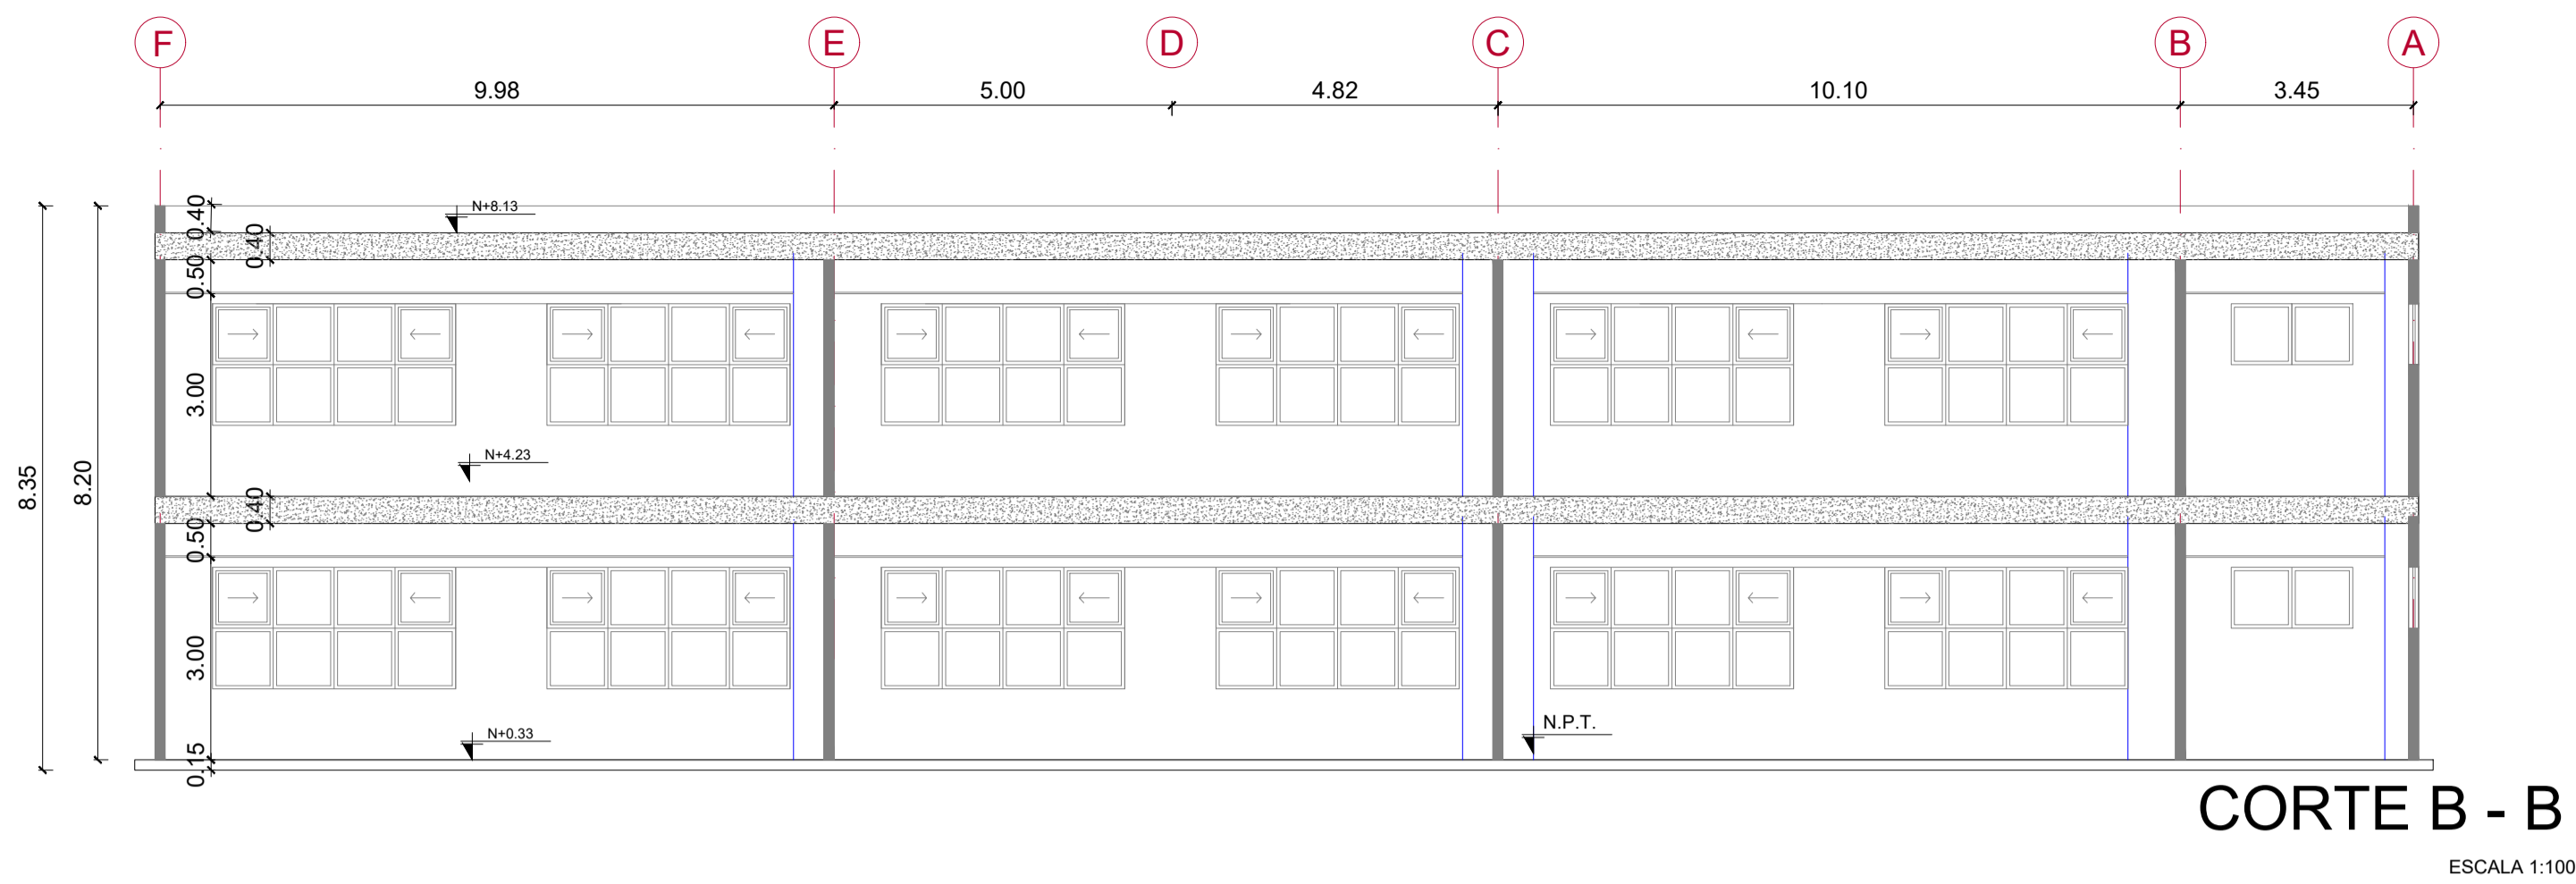 F E D C B A
9.98 5.00 4.82 10.10 3.45
0.40
N+8.13
0.40
0.50
3.00
N+4.23
8.35
8.20
0.40
0.50
3.00
N+0.33
N.P.T.
0.15
CORTE B - B
ESCALA 1:100